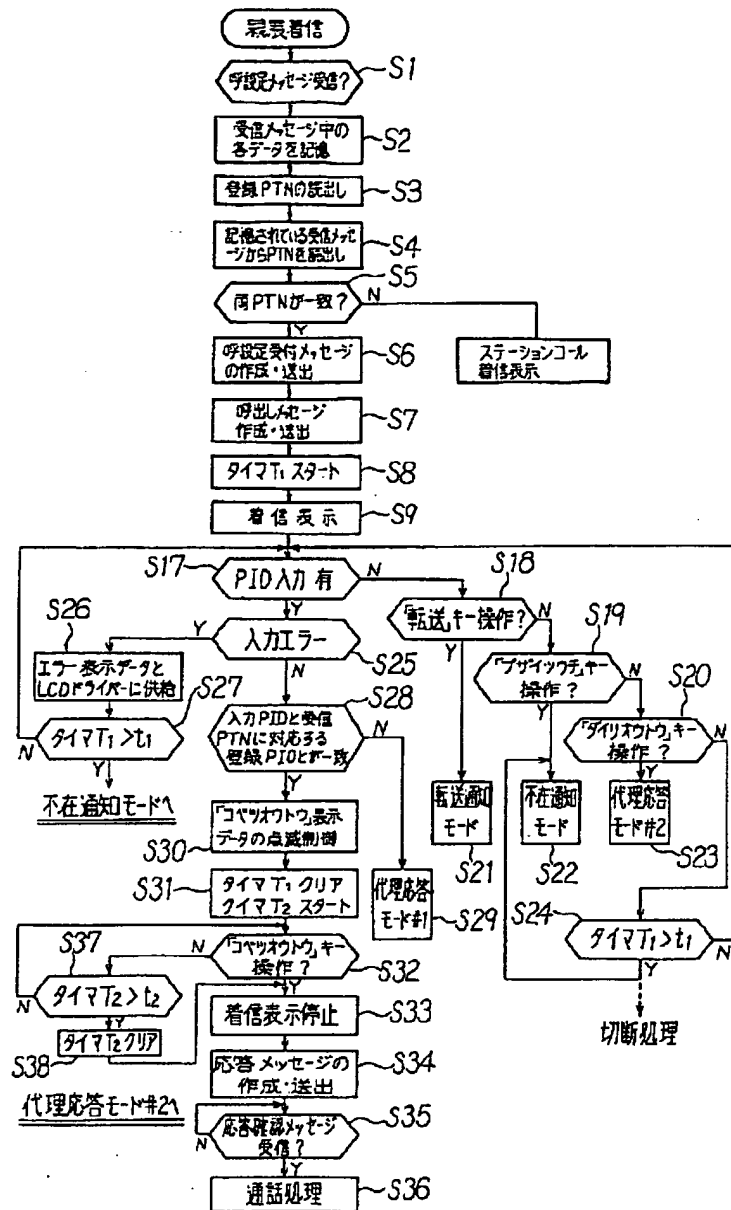 着信
S1
呼設定メッセージ受信?
受信メッセージ中の
各データを記憶
S2
登録PTNの読出し
S3
記憶されている受信メッセ
ージからPTNを読出し
S4
S5
両PTNが一致?
N
Y
呼設定受付メッセージ
の作成・送出
S6
ステーションコール
着信表示
呼出しメッセージ
作成・送出
S7
タイマT₁スタート
S8
着信表示
S9
S17
PID入力有
N
Y
S18
「転送」キー操作?
N
Y
S19
「フザイツウチ」キー
操作?
N
Y
S20
「ダイリオウトウ」キー
操作?
N
Y
S26
Y
入力エラー
S25
N
エラー表示データと
LCDドライバーに供給
S27
タイマT₁>t₁
N
Y
不在通知モードへ
S28
入力PIDと受信
PTNに対応する
登録PIDとが一致
N
Y
転送通知
モード
S21
不在通知
モード
S22
代理応答
モード#2
S23
「コベツオウトウ」表示
データの点滅制御
S30
S31
タイマT₁クリア
タイマT₂スタート
代理応答
モード#1
S29
S24
タイマT₁>t₁
N
Y
切断処理
S37
N
「コベツオウトウ」キー
操作?
S32
Y
タイマT₂>t₂
N
Y
着信表示停止
S33
タイマT₂クリア
S38
応答メッセージの
作成・送出
S34
代理応答モード#2へ
応答確認メッセージ
受信?
S35
N
Y
通話処理
S36